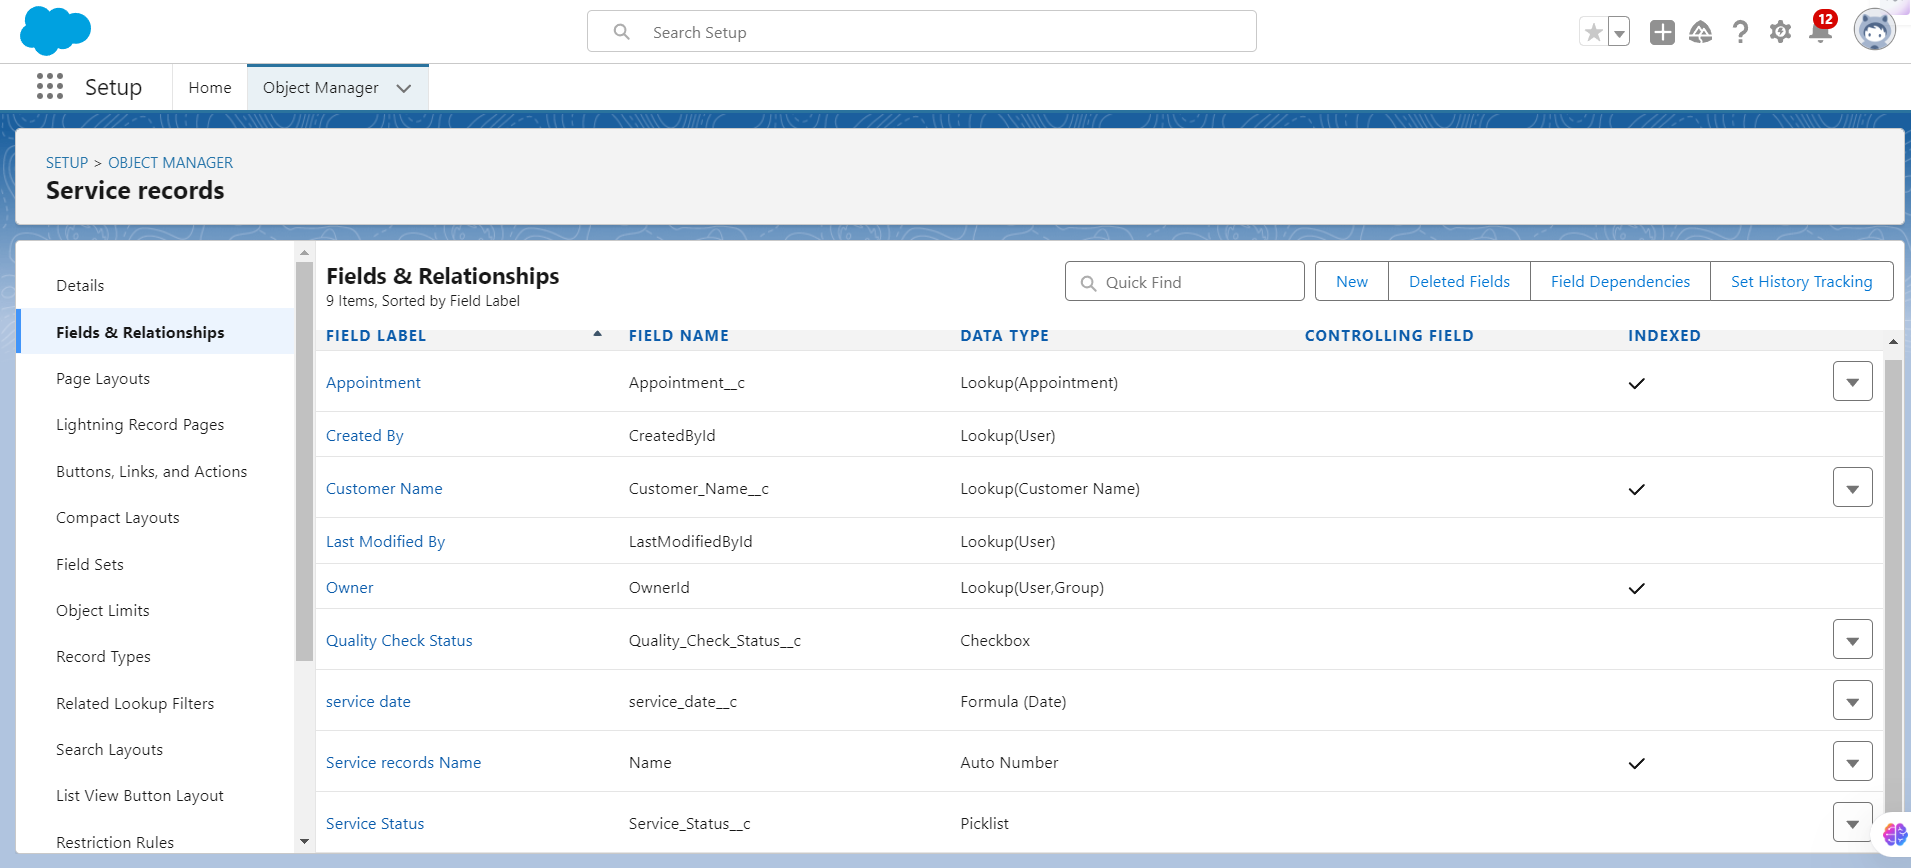 Search Setup
12
Setup
Home
Object Manager
SETUP > OBJECT MANAGER
Service records
Details
Fields & Relationships
Page Layouts
Lightning Record Pages
Buttons, Links, and Actions
Compact Layouts
Field Sets
Object Limits
Record Types
Related Lookup Filters
Search Layouts
List View Button Layout
Restriction Rules
Fields & Relationships
9 Items, Sorted by Field Label
Quick Find
New
Deleted Fields
Field Dependencies
Set History Tracking
FIELD LABEL FIELD NAME DATA TYPE CONTROLLING FIELD INDEXED
Appointment Appointment__c Lookup(Appointment)
Created By CreatedById Lookup(User)
Customer Name Customer_Name__c Lookup(Customer Name)
Last Modified By LastModifiedById Lookup(User)
Owner OwnerId Lookup(User,Group)
Quality Check Status Quality_Check_Status__c Checkbox
service date service_date__c Formula (Date)
Service records Name Name Auto Number
Service Status Service_Status__c Picklist